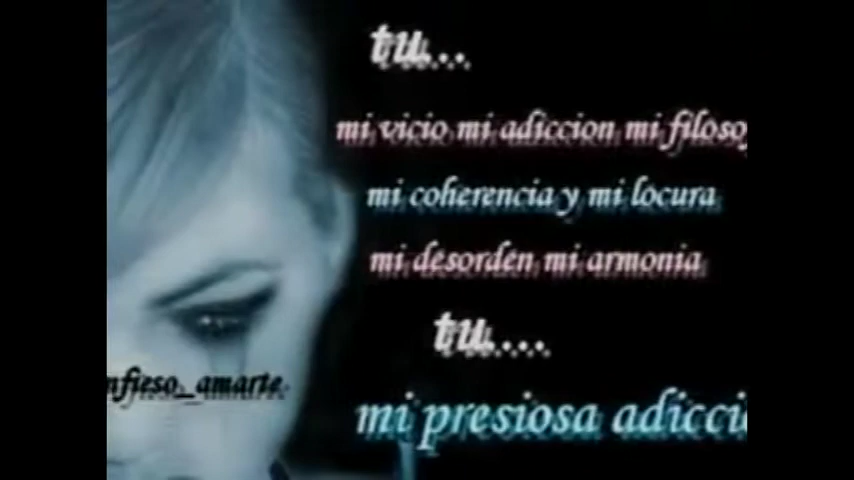 tu...
mi vicio mi adiccion mi filoso
mi coherencia y mi locura
mi desorden mi armonia
tu....
nfieso_amarte
mi presiosa adicci